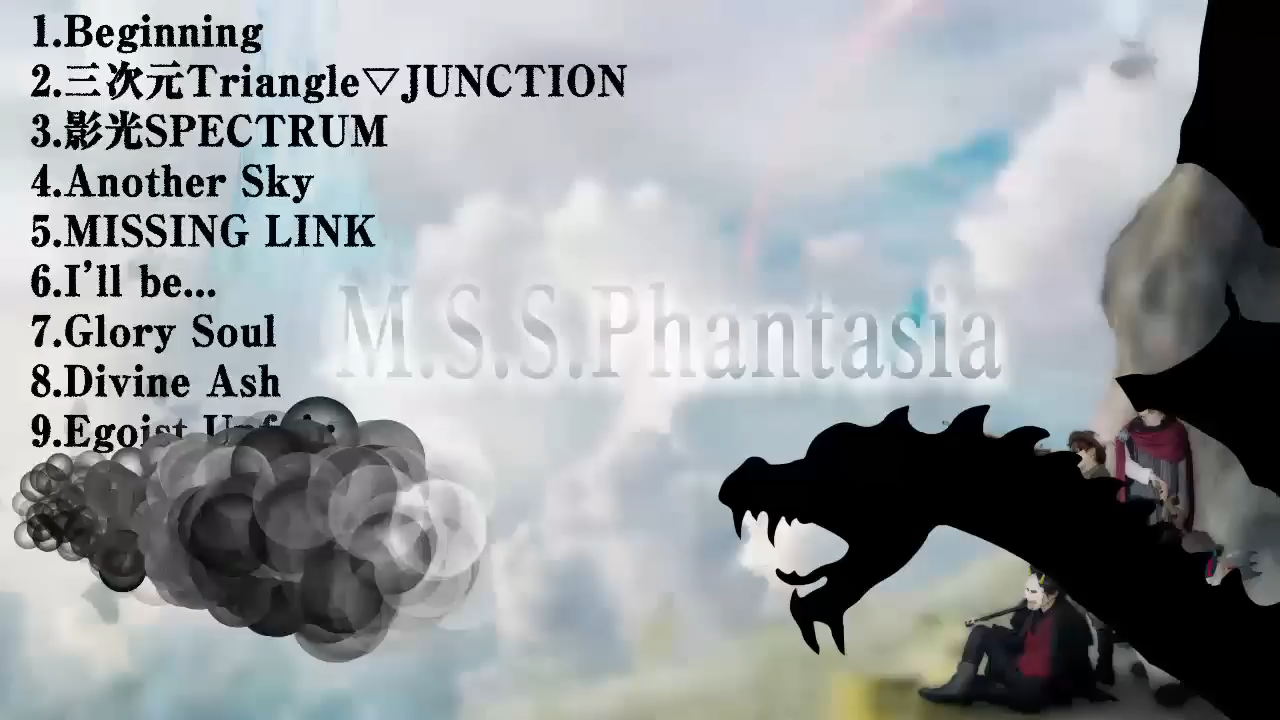 1.Beginning
2.三次元Triangle▽JUNCTION
3.影光SPECTRUM
4.Another Sky
5.MISSING LINK
6.I'll be...
7.Glory Soul
8.Divine Ash
9.Egoist
M.S.S.Phantasia